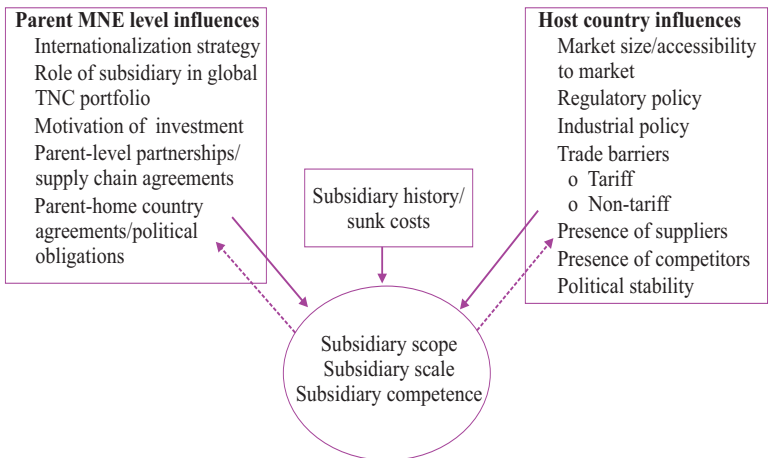 Parent MNE level influences
Internationalization strategy
Role of subsidiary in global
TNC portfolio
Motivation of investment
Parent-level partnerships/
supply chain agreements
Parent-home country
agreements/political
obligations
Subsidiary history/
sunk costs
Host country influences
Market size/accessibility
to market
Regulatory policy
Industrial policy
Trade barriers
o Tariff
o Non-tariff
Presence of suppliers
Presence of competitors
Political stability
Subsidiary scope
Subsidiary scale
Subsidiary competence